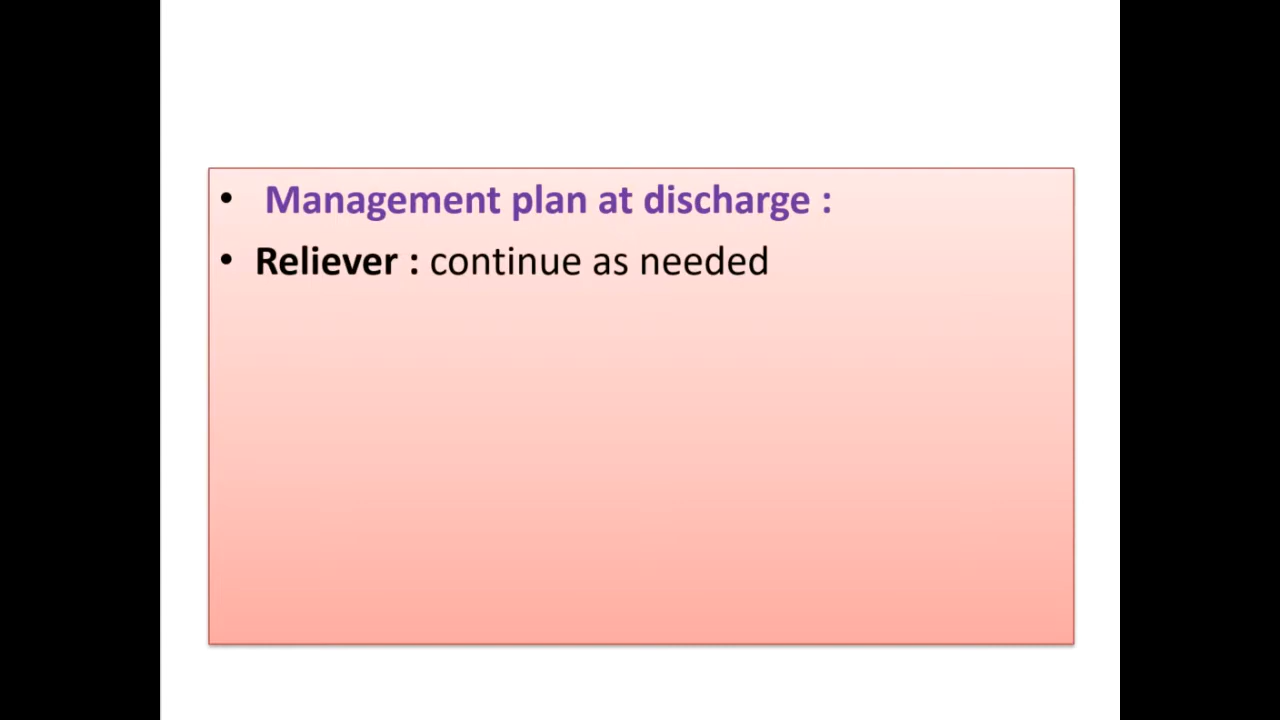 • Management plan at discharge :
• Reliever : continue as needed